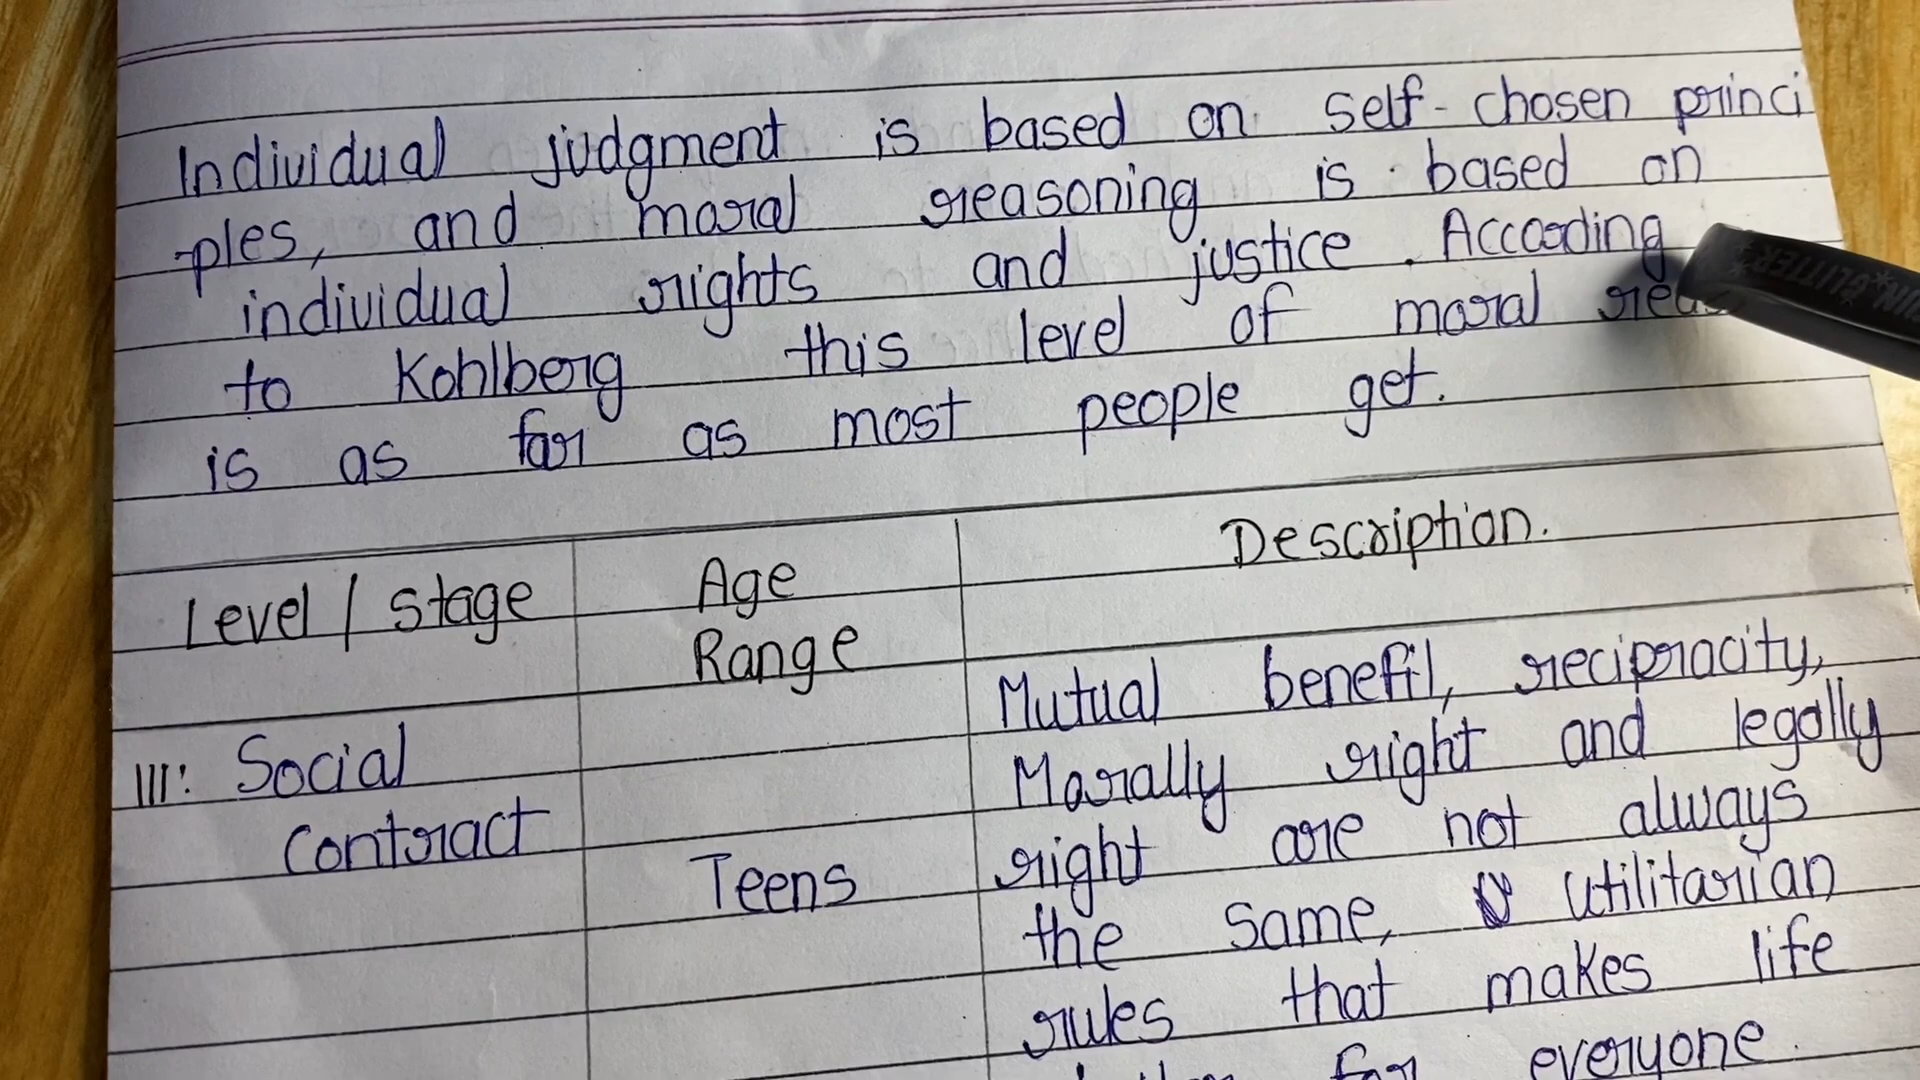 Individual judgment is based on self-chosen princi
-ples, and moral reasoning is based on
individual rights and justice. According
to Kohlberg this level of moral
is as far as most people get.
Level / stage
Age
Range
Description.
III: Social
Contract
Teens
Mutual benefit, reciprocity,
Morally right and legally
right are not always
the same, Utilitarian
rules that makes life
for everyone.
GLITTER